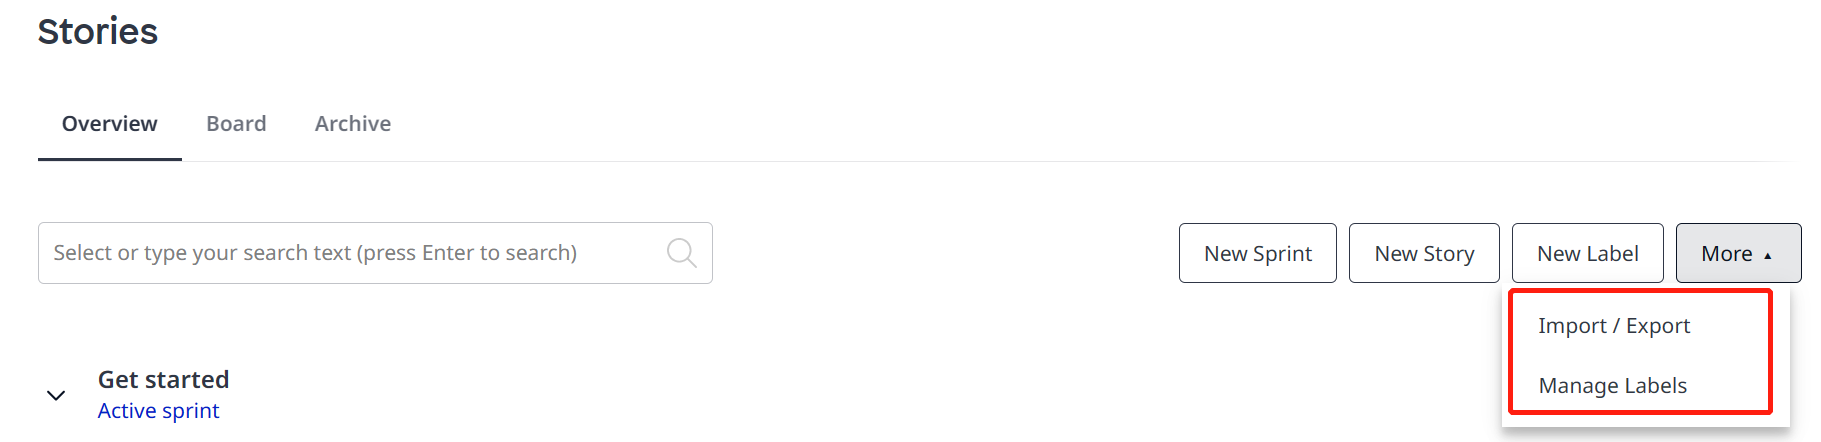 Stories
Overview Board Archive
Select or type your search text (press Enter to search) New Sprint New Story New Label More ▲
Import / Export
Manage Labels
Get started
Active sprint